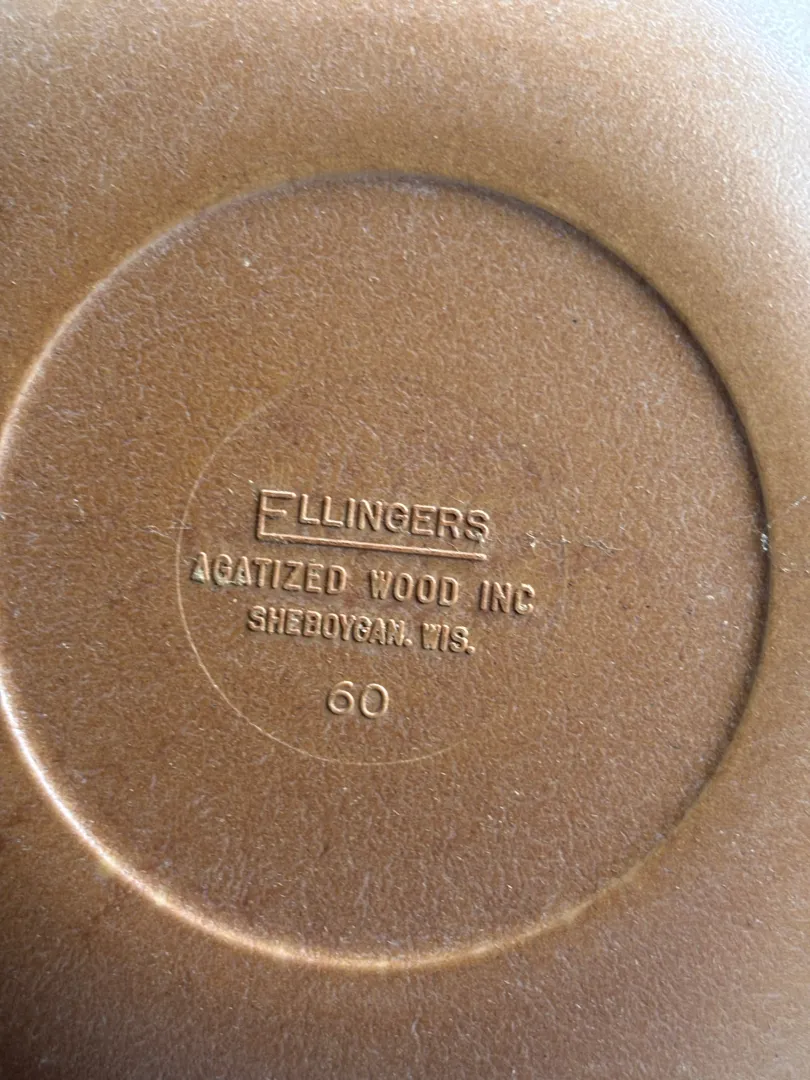 ELLINGERS
AGATIZED WOOD INC
SHEBOYGAN. WIS.
60